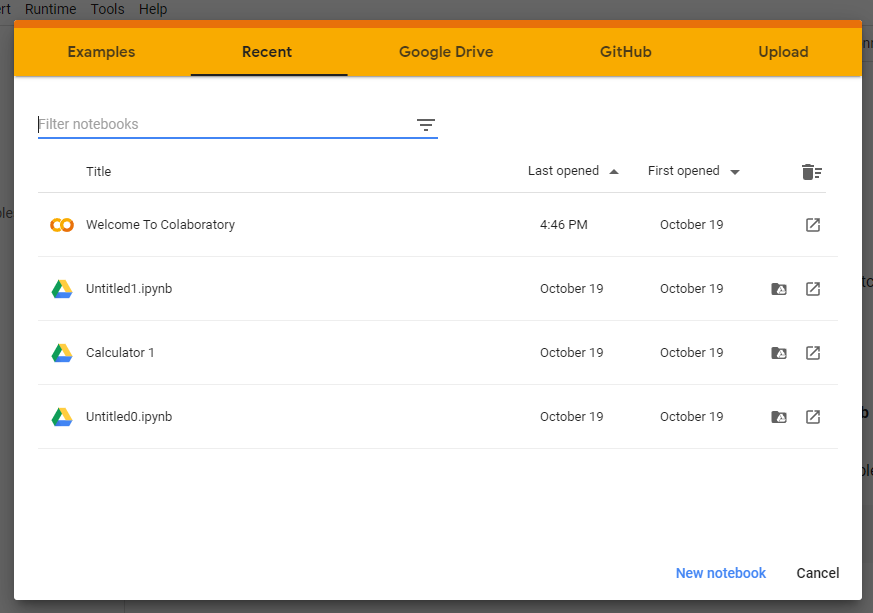 Runtime Tools Help
Examples Recent Google Drive GitHub Upload
Filter notebooks
Title Last opened First opened
Welcome To Colaboratory 4:46 PM October 19
Untitled1.ipynb October 19 October 19
Calculator 1 October 19 October 19
Untitled0.ipynb October 19 October 19
New notebook Cancel